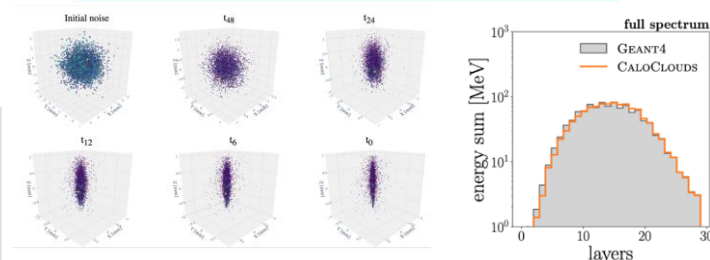 Initial noise
t48
t24
t12
t6
t0
full spectrum
GEANT4
CALOCLOUDS
energy sum [MeV]
10³
10²
10¹
10⁰
0
10
20
30
layers